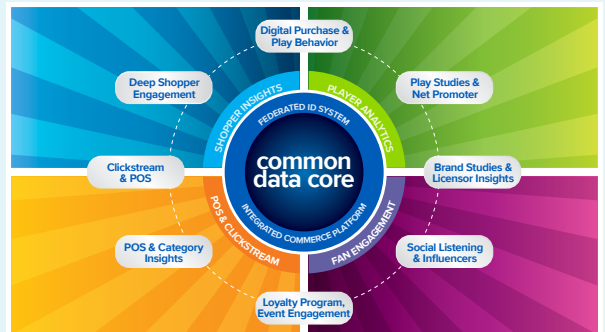 Digital Purchase &
Play Behavior
Deep Shopper
Engagement
Play Studies &
Net Promoter
SHOPPER INSIGHTS
PLAYER ANALYTICS
FEDERATED ID SYSTEM
common
data core
Clickstream
& POS
Brand Studies &
Licensor Insights
INTEGRATED COMMERCE PLATFORM
POS & CLICKSTREAM
FAN ENGAGEMENT
POS & Category
Insights
Social Listening
& Influencers
Loyalty Program,
Event Engagement